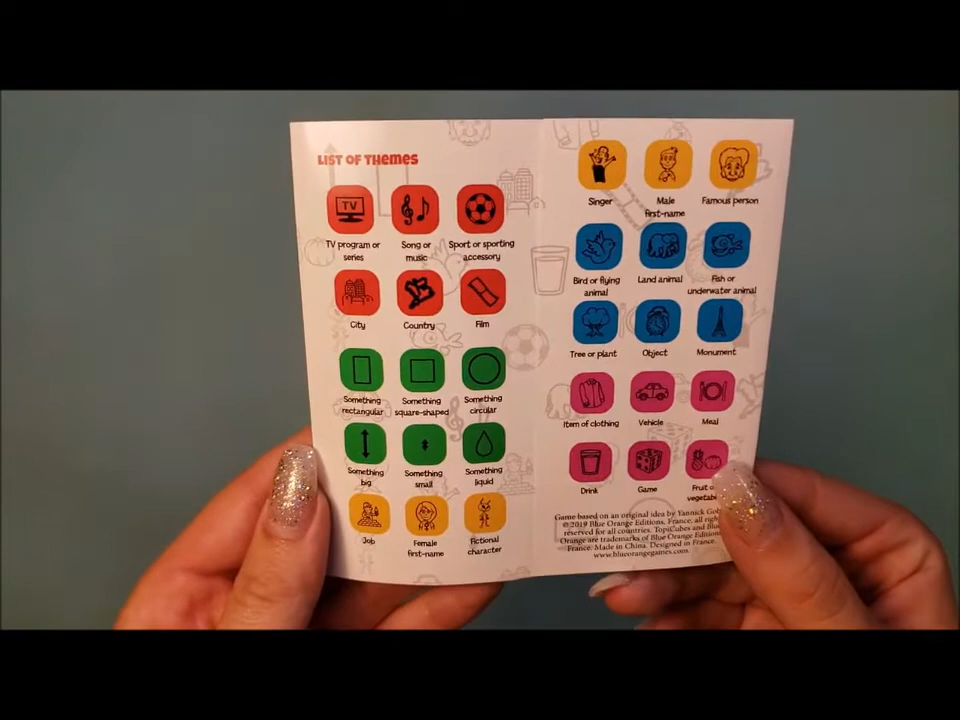 LIST OF THEMES
TV
TV program or
series
Song or
music
Sport or sporting
accessory
City
Country
Film
Something
rectangular
Something
square-shaped
Something
circular
Something
big
Something
small
Something
liquid
Job
Female
first-name
Fictional
character
Singer
Male
first-name
Famous person
Bird or flying
animal
Land animal
Fish or
underwater animal
Tree or plant
Object
Monument
Item of clothing
Vehicle
Meal
Drink
Game
Fruit
Game based on an original idea by Yannick
© 2019 Blue Orange Editions, France, all
reserved for all countries. TopiCubes and
Orange are trademarks of Blue Orange
France. Made in China. Designed in France.
www.blueorangegames.com